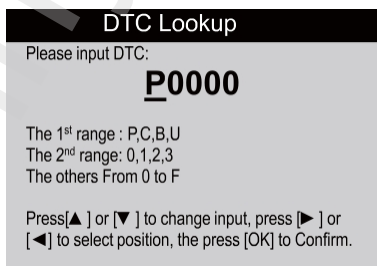 DTC Lookup
Please input DTC:
P0000
The 1st range : P,C,B,U
The 2nd range: 0,1,2,3
The others From 0 to F
Press[▲ ] or [▼ ] to change input, press [▶ ] or
[ ◀] to select position, the press [OK] to Confirm.